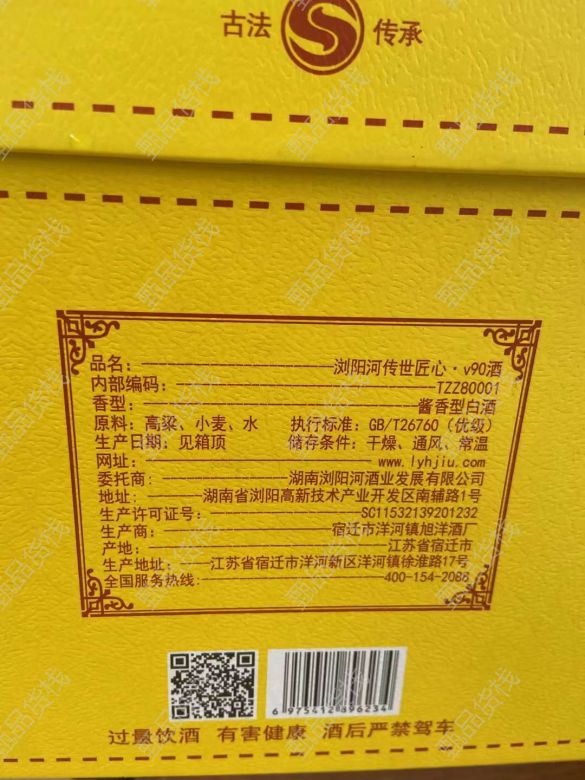 古法 传承
品名：浏阳河传世匠心·v90酒
内部编码：TZZ80001
香型：酱香型白酒
原料：高粱、小麦、水 执行标准：GB/T26760（优级）
生产日期：见箱顶 储存条件：干燥、通风、常温
网址：www.lyhjiu.com
委托商：湖南浏阳河酒业发展有限公司
地址：湖南省浏阳高新技术产业开发区南辅路1号
生产许可证号：SC11532139201232
生产商：宿迁市洋河镇旭洋酒厂
产地：江苏省宿迁市
生产地址：江苏省宿迁市洋河新区洋河镇徐淮路17号
全国服务热线：400-154-2088
6975412896234
过量饮酒 有害健康 酒后严禁驾车
甄品货栈